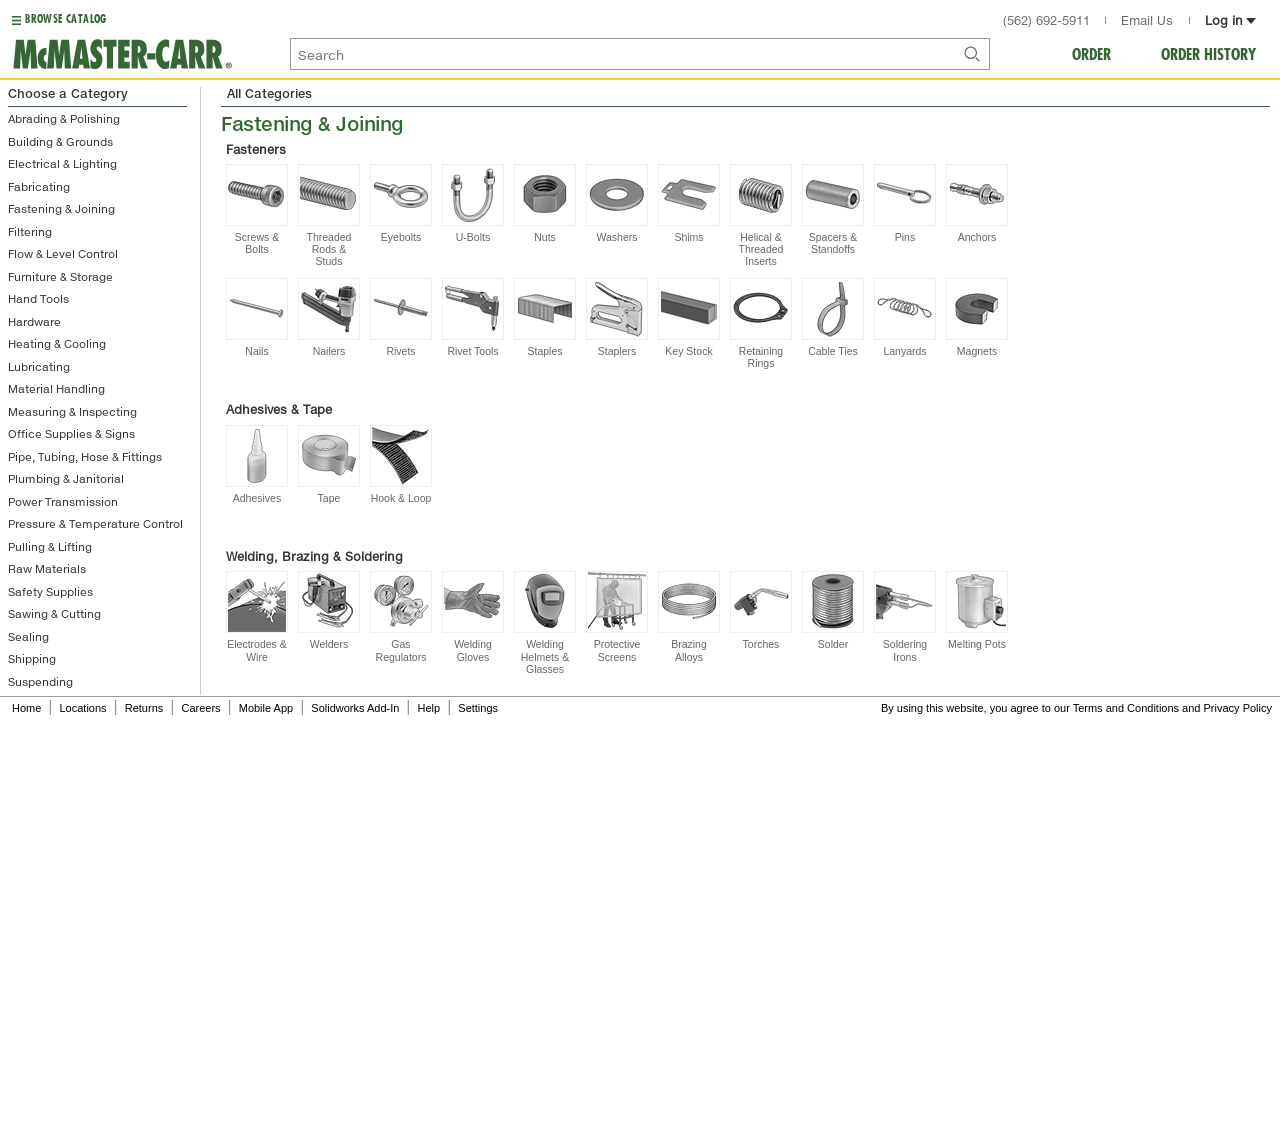 BROWSE CATALOG
(562) 692-5911
Email Us
Log in
McMASTER-CARR®
Search
ORDER
ORDER HISTORY
Choose a Category
Abrading & Polishing
Building & Grounds
Electrical & Lighting
Fabricating
Fastening & Joining
Filtering
Flow & Level Control
Furniture & Storage
Hand Tools
Hardware
Heating & Cooling
Lubricating
Material Handling
Measuring & Inspecting
Office Supplies & Signs
Pipe, Tubing, Hose & Fittings
Plumbing & Janitorial
Power Transmission
Pressure & Temperature Control
Pulling & Lifting
Raw Materials
Safety Supplies
Sawing & Cutting
Sealing
Shipping
Suspending
All Categories
Fastening & Joining
Fasteners
Screws &
Bolts
Threaded
Rods &
Studs
Eyebolts
U-Bolts
Nuts
Washers
Shims
Helical &
Threaded
Inserts
Spacers &
Standoffs
Pins
Anchors
Nails
Nailers
Rivets
Rivet Tools
Staples
Staplers
Key Stock
Retaining
Rings
Cable Ties
Lanyards
Magnets
Adhesives & Tape
Adhesives
Tape
Hook & Loop
Welding, Brazing & Soldering
Electrodes &
Wire
Welders
Gas
Regulators
Welding
Gloves
Welding
Helmets &
Glasses
Protective
Screens
Brazing
Alloys
Torches
Solder
Soldering
Irons
Melting Pots
Home
Locations
Returns
Careers
Mobile App
Solidworks Add-In
Help
Settings
By using this website, you agree to our Terms and Conditions and Privacy Policy